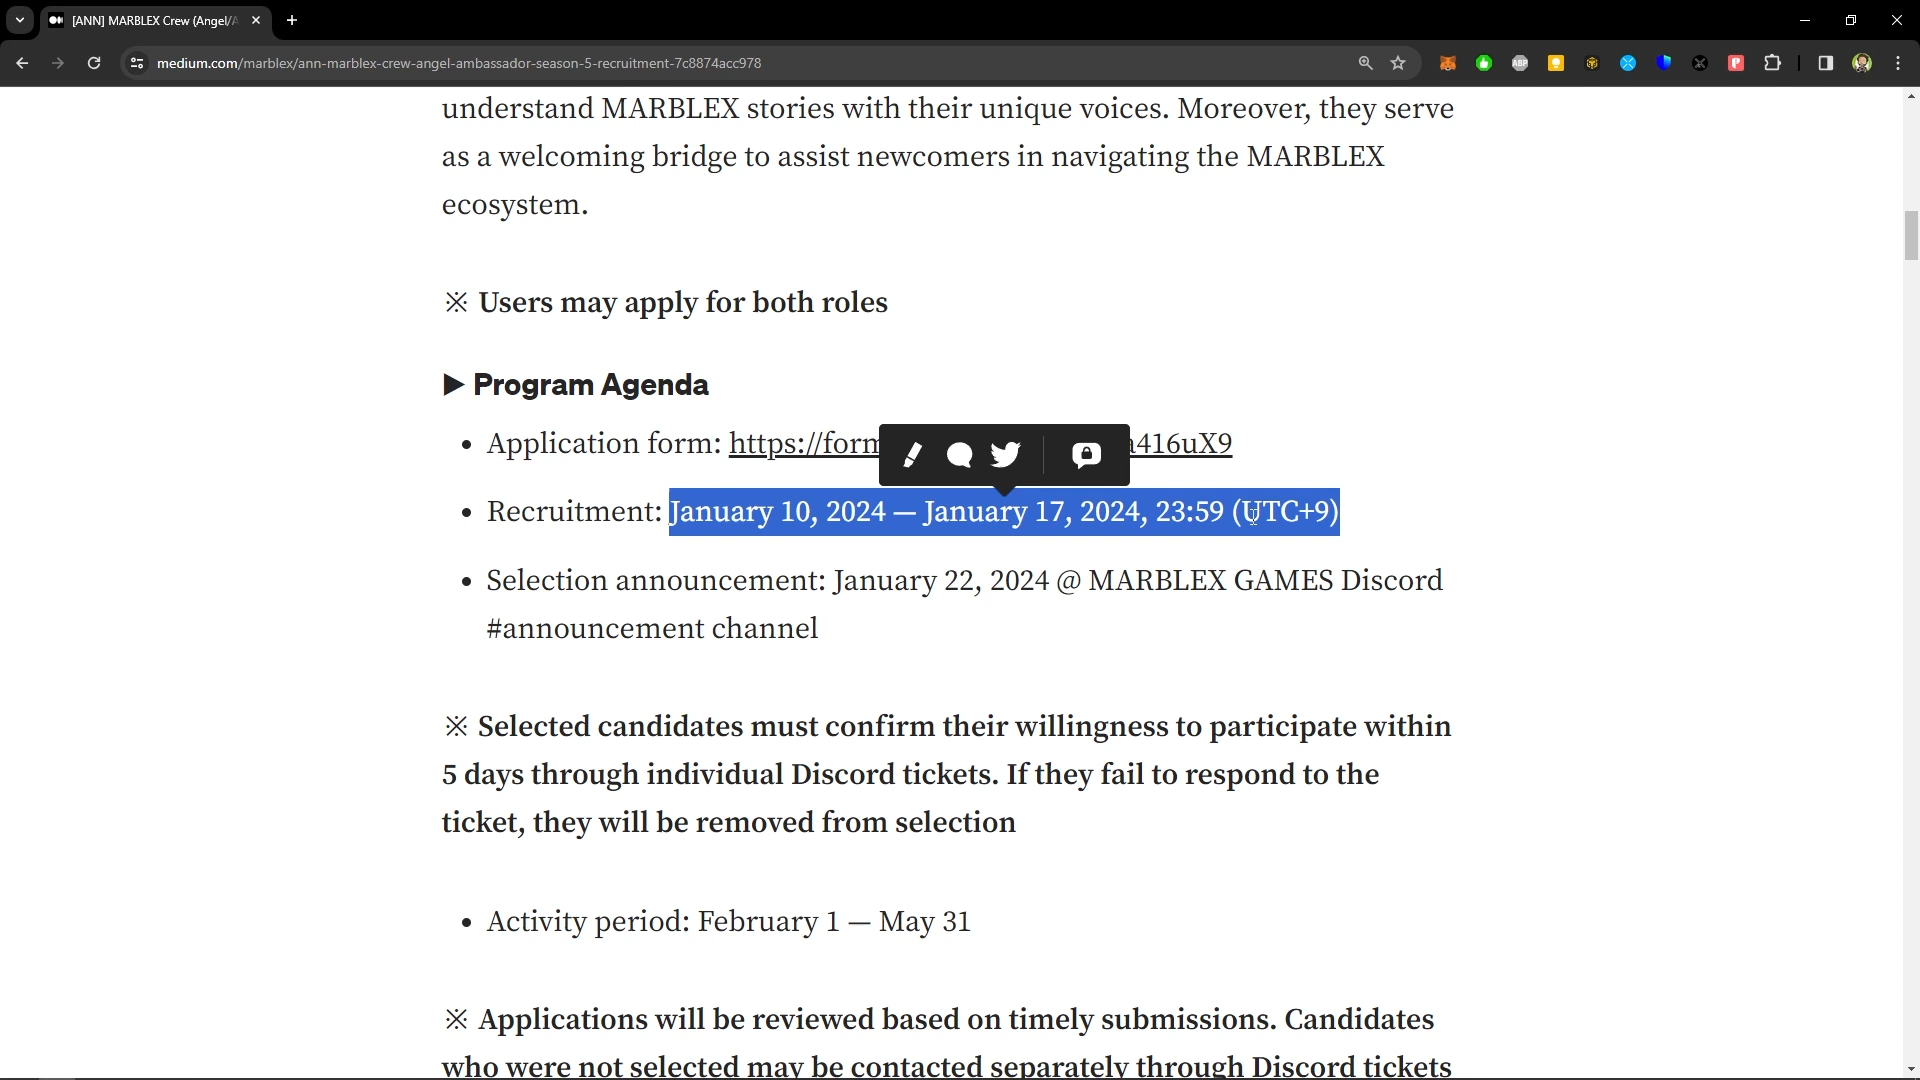 [ANN] MARBLEX Crew (Angel/A
medium.com/marblex/ann-marblex-crew-angel-ambassador-season-5-recruitment-7c8874acc978
understand MARBLEX stories with their unique voices. Moreover, they serve
as a welcoming bridge to assist newcomers in navigating the MARBLEX
ecosystem.
※ Users may apply for both roles
▶ Program Agenda
• Application form: https://form a416uX9
• Recruitment: January 10, 2024 — January 17, 2024, 23:59 (UTC+9)
• Selection announcement: January 22, 2024 @ MARBLEX GAMES Discord
#announcement channel
※ Selected candidates must confirm their willingness to participate within
5 days through individual Discord tickets. If they fail to respond to the
ticket, they will be removed from selection
• Activity period: February 1 — May 31
※ Applications will be reviewed based on timely submissions. Candidates
who were not selected may be contacted separately through Discord tickets